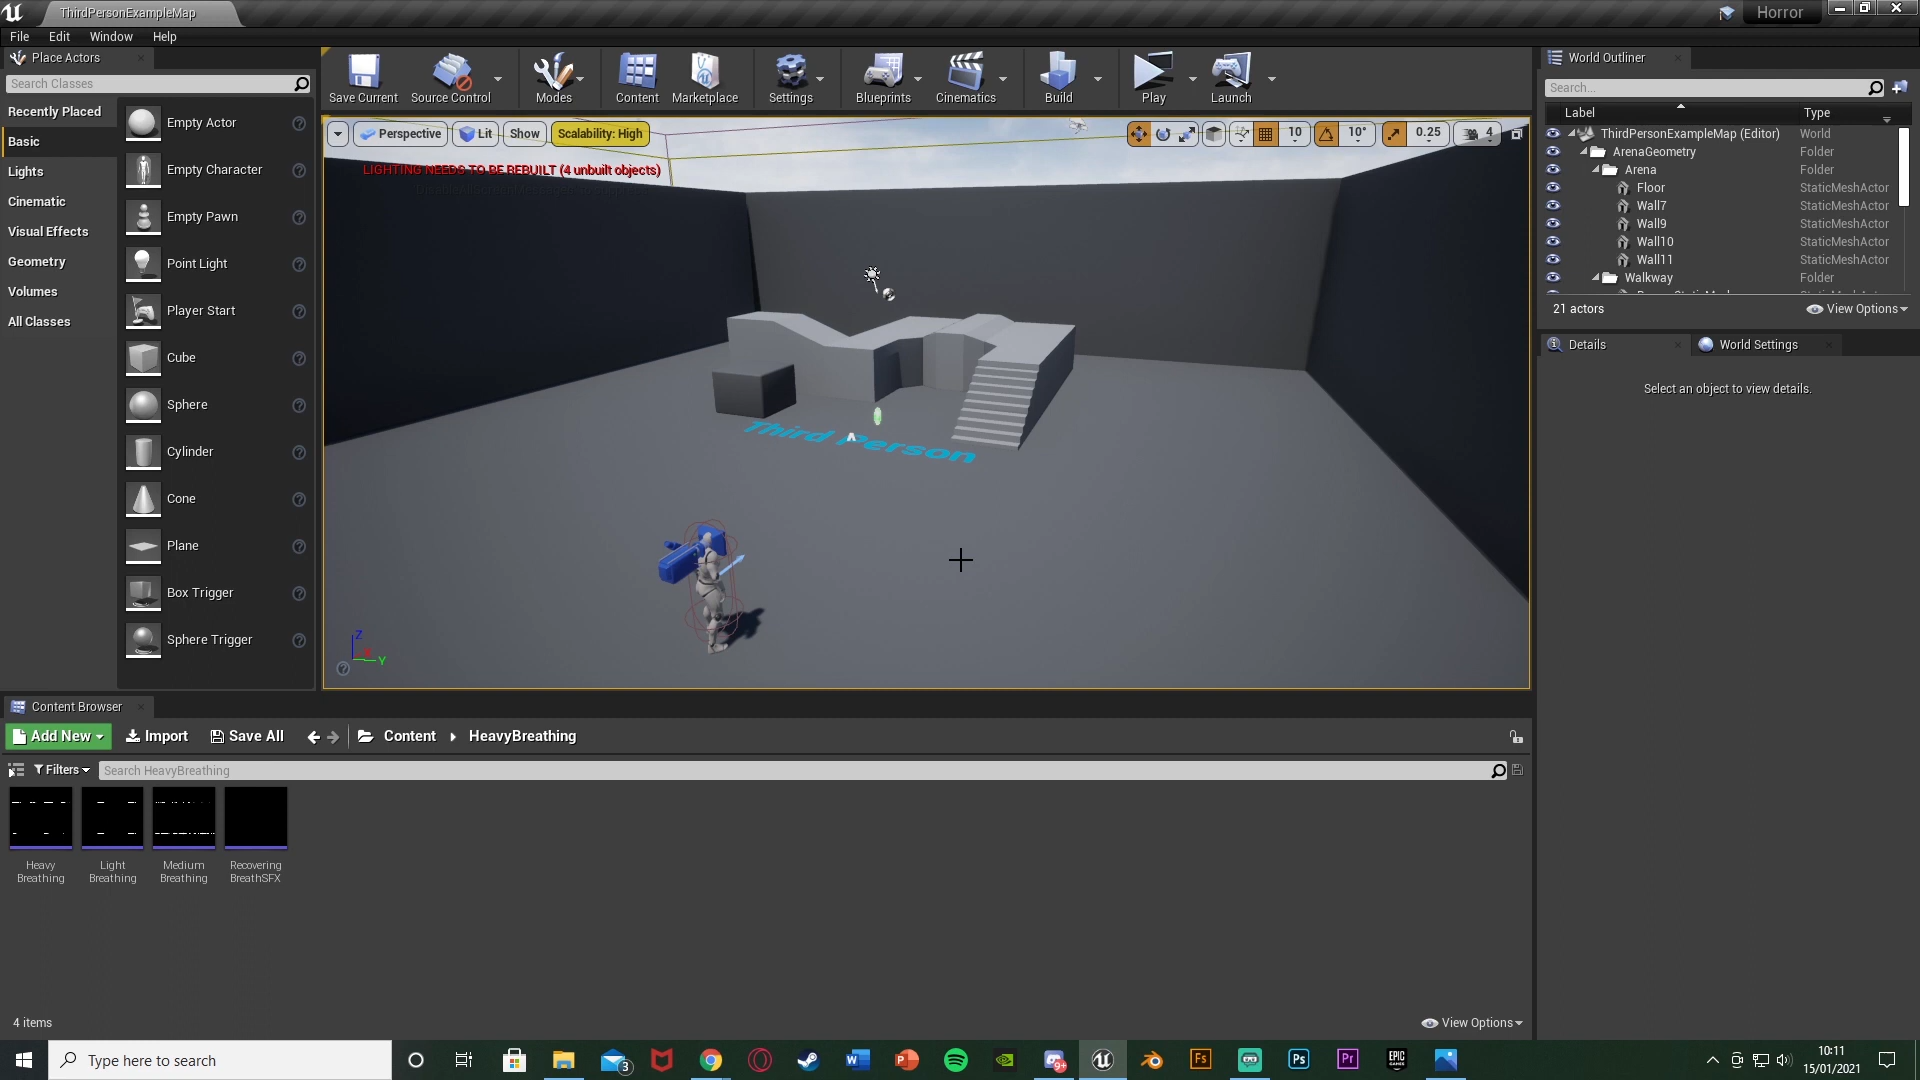 ThirdPersonExampleMap
Horror
File Edit Window Help
Place Actors
Search Classes
Recently Placed
Basic
Lights
Cinematic
Visual Effects
Geometry
Volumes
All Classes
Empty Actor
Empty Character
Empty Pawn
Point Light
Player Start
Cube
Sphere
Cylinder
Cone
Plane
Box Trigger
Sphere Trigger
Save Current Source Control Modes Content Marketplace Settings Blueprints Cinematics Build Play Launch
Perspective Lit Show Scalability: High 10 10° 0.25 4
LIGHTING NEEDS TO BE REBUILT (4 unbuilt objects)
Third Person
Z
Y
World Outliner
Search...
Label Type
ThirdPersonExampleMap (Editor) World
ArenaGeometry Folder
Arena Folder
Floor StaticMeshActor
Wall7 StaticMeshActor
Wall9 StaticMeshActor
Wall10 StaticMeshActor
Wall11 StaticMeshActor
Walkway Folder
21 actors View Options
Details World Settings
Select an object to view details.
Content Browser
Add New Import Save All Content HeavyBreathing
Filters Search HeavyBreathing
Heavy Breathing
Light Breathing
Medium Breathing
Recovering BreathSFX
4 items View Options
Type here to search
3
9+
Fs
Ps
Pr
EPIC GAMES
10:11
15/01/2021